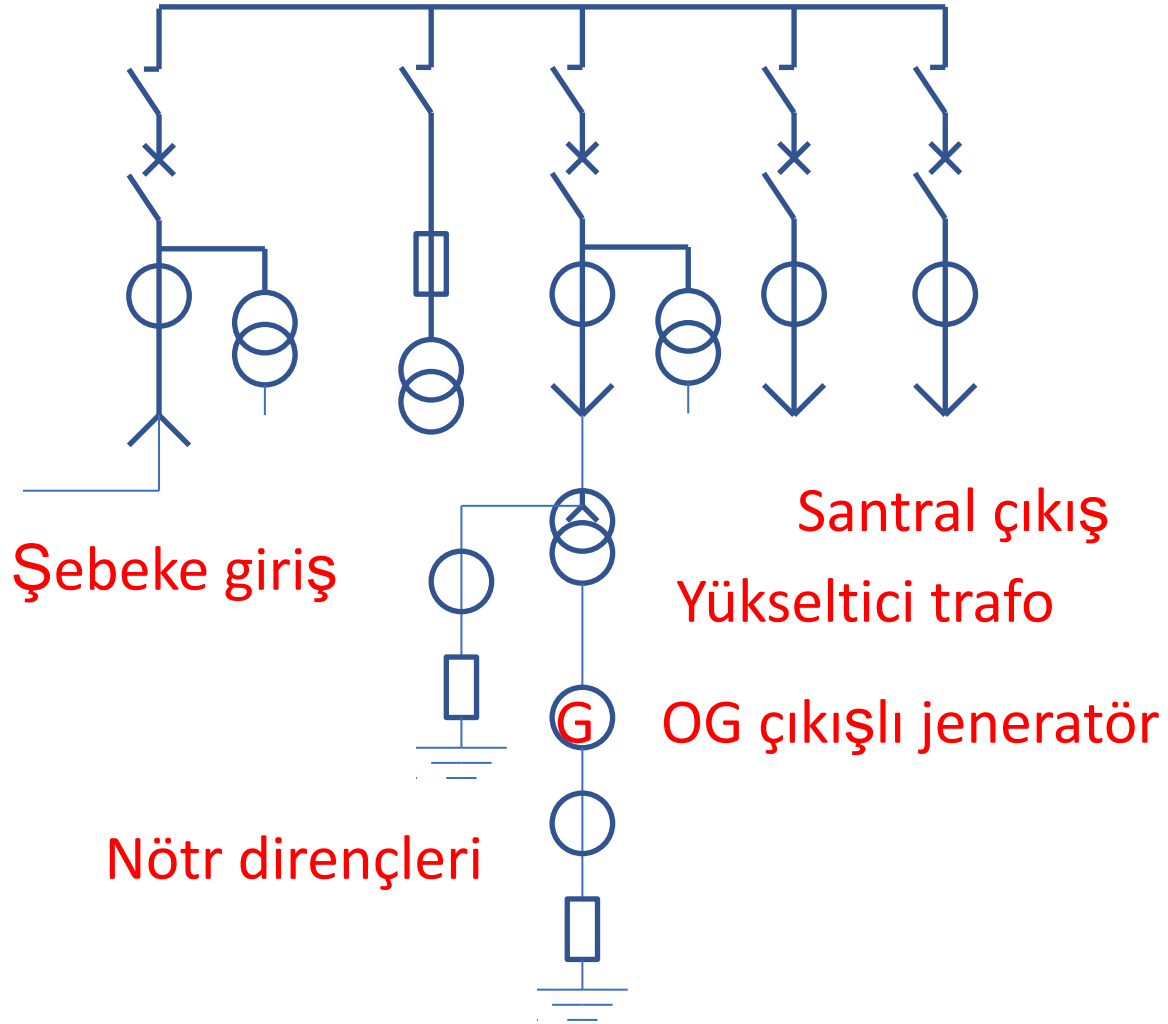 Santral çıkış
Şebeke giriş
Yükseltici trafo
G
OG çıkışlı jeneratör
Nötr dirençleri